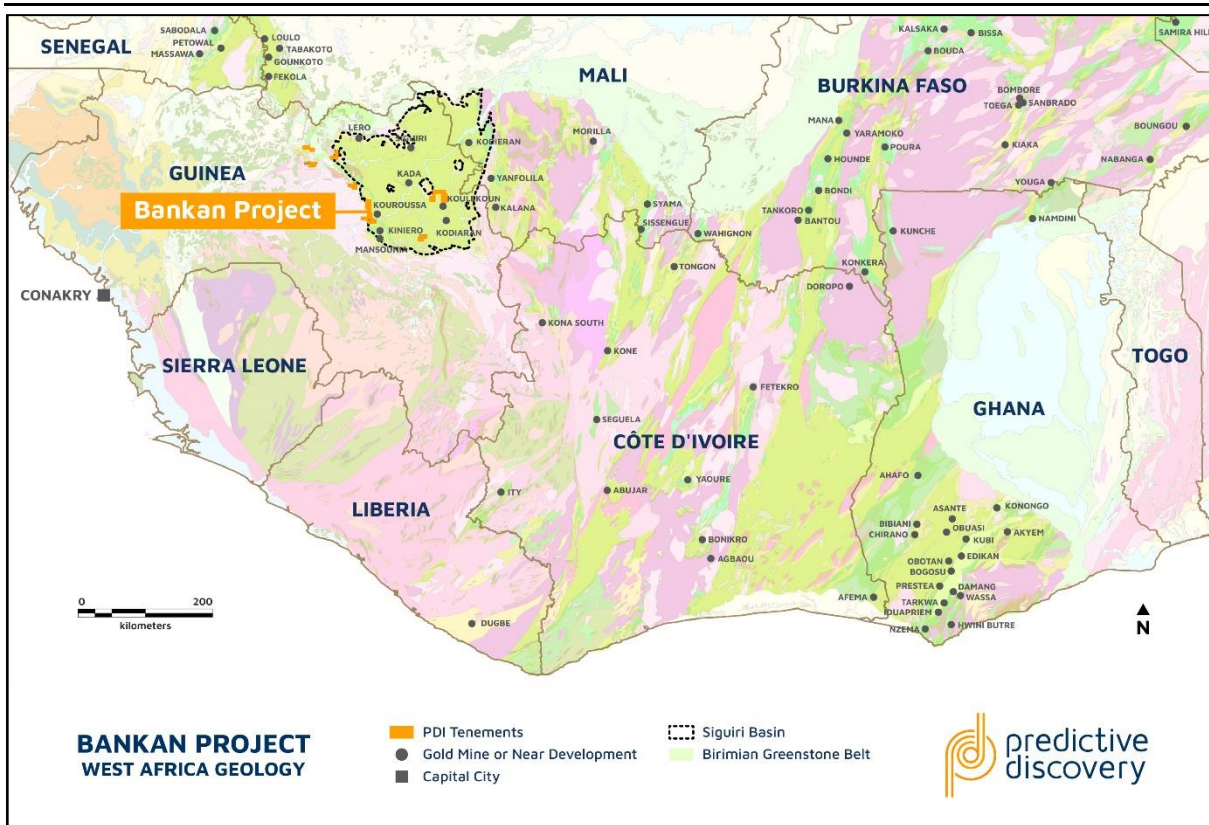 SENEGAL
SABODALA
PETOWAL
MASSAWA
LOULO
TABAKOTO
GOUNKOTO
FEKOLA
MALI
KALSAKA
BISSA
BOUDA
SAMIRA HILL
BURKINA FASO
BOMBORE
TOEGA
SANBRADO
BOUNGOU
MANA
YARAMOKO
POURA
KIAKA
HOUNDE
NABANGA
YOUGA
BONDI
LERO
SIGUIRI
KOBIERAN
MORILLA
GUINEA
KADA
YANFOLILA
Bankan Project
KOUROUSSA
KOULEKOUN
KALANA
SYAMA
SISSENGUE
WAHIGNON
TANKORO
BANTOU
KUNCHE
NAMDINI
KINIERO
KODIARAN
MANSOUNIA
TONGON
KONKERA
DOROPO
CONAKRY
KONA SOUTH
KONE
SIERRA LEONE
TOGO
FETEKRO
GHANA
SEGUELA
CÔTE D'IVOIRE
AHAFO
YAOURE
ITY
ABUJAR
LIBERIA
ASANTE
KONONGO
BIBIANI
OBUASI
CHIRANO
KUBI
AKYEM
BONIKRO
AGBAOU
EDIKAN
OBOTAN
BOGOSU
PRESTEA
DAMANG
WASSA
AFEMA
TARKWA
IDUAPRIEM
NZEMA
HWINI BUTRE
DUGBE
0 200
kilometers
N
BANKAN PROJECT
WEST AFRICA GEOLOGY
PDI Tenements
Gold Mine or Near Development
Capital City
Siguiri Basin
Birimian Greenstone Belt
predictive
discovery